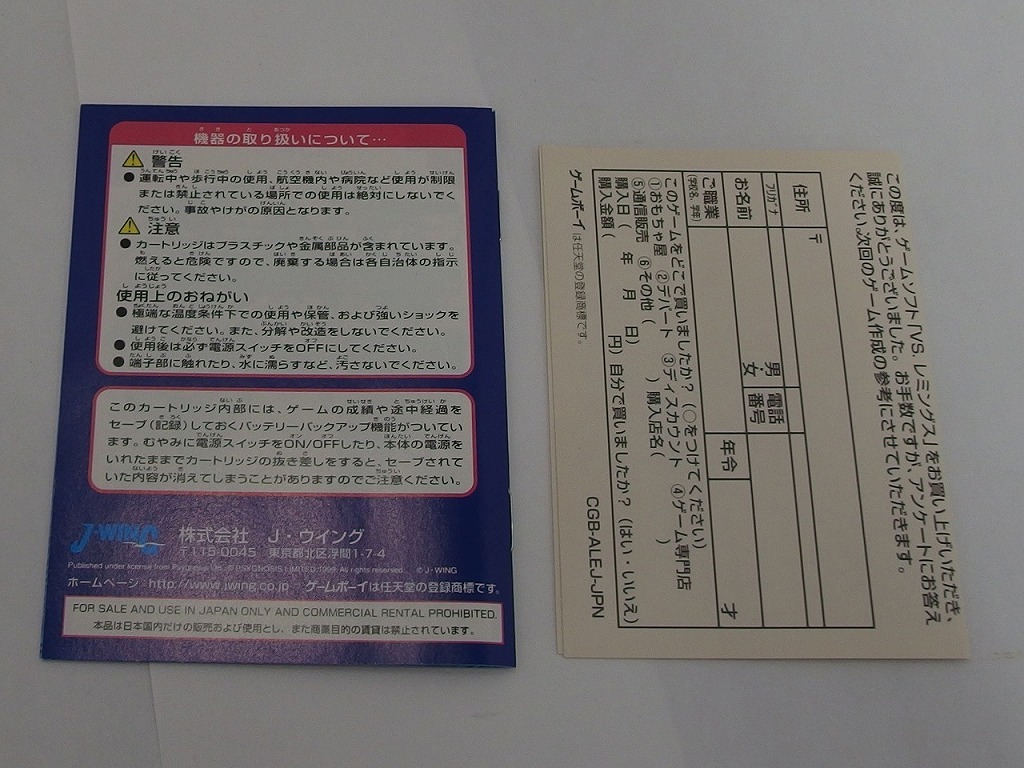 機器の取り扱いについて…
警告
●運転中や歩行中の使用、航空機内や病院など使用が制限
または禁止されている場所での使用は絶対にしないでく
ださい。事故やけがの原因となります。
注意
●カートリッジはプラスチックや金属部品が含まれています。
燃えると危険ですので、廃棄する場合は各自治体の指示
に従ってください。
使用上のおねがい
●極端な温度条件下での使用や保管、および強いショックを
避けてください。また、分解や改造をしないでください。
●使用後は必ず電源スイッチをOFFにしてください。
●端子部に触れたり、水に濡らすなど、汚さないでください。
このカートリッジ内部には、ゲームの成績や途中経過を
セーブ(記録)しておくバッテリーバックアップ機能がついてい
ます。むやみに電源スイッチをON/OFFしたり、本体の電源を
いれたままでカートリッジの抜き差しをすると、セーブされて
いた内容が消えてしまうことがありますのでご注意ください。
J-WING
株式会社 J・ウイング
〒115-0045 東京都北区浮間1-7-4
Published under license from Psygnosis Ltd. © PSYGNOSIS LIMITED, 1999. All rights reserved. © J-WING
ホームページ http://www.jwing.co.jp ゲームボーイは任天堂の登録商標です。
FOR SALE AND USE IN JAPAN ONLY AND COMMERCIAL RENTAL PROHIBITED.
本品は日本国内だけの販売および使用とし、また商業目的の賃貸は禁止されています。
この度は、ゲームソフト「VS.レミングス」をお買い上げいただき、
誠にありがとうございました。お手数ですが、アンケートにお答え
ください。次回のゲーム作成の参考にさせていただきます。
住所 〒
フリガナ
お名前 男・女 電話番号
ご職業 年令 才
(学校名、学年)
このゲームをどこで買いましたか?(○をつけてください)
①おもちゃ屋 ②デパート ③ディスカウント ④ゲーム専門店
⑤通信販売 ⑥その他( ) 購入店名( )
購入日( 年 月 日)
購入金額( 円) 自分で買いましたか?(はい・いいえ)
ゲームボーイは任天堂の登録商標です。
CGB-ALEJ-JPN